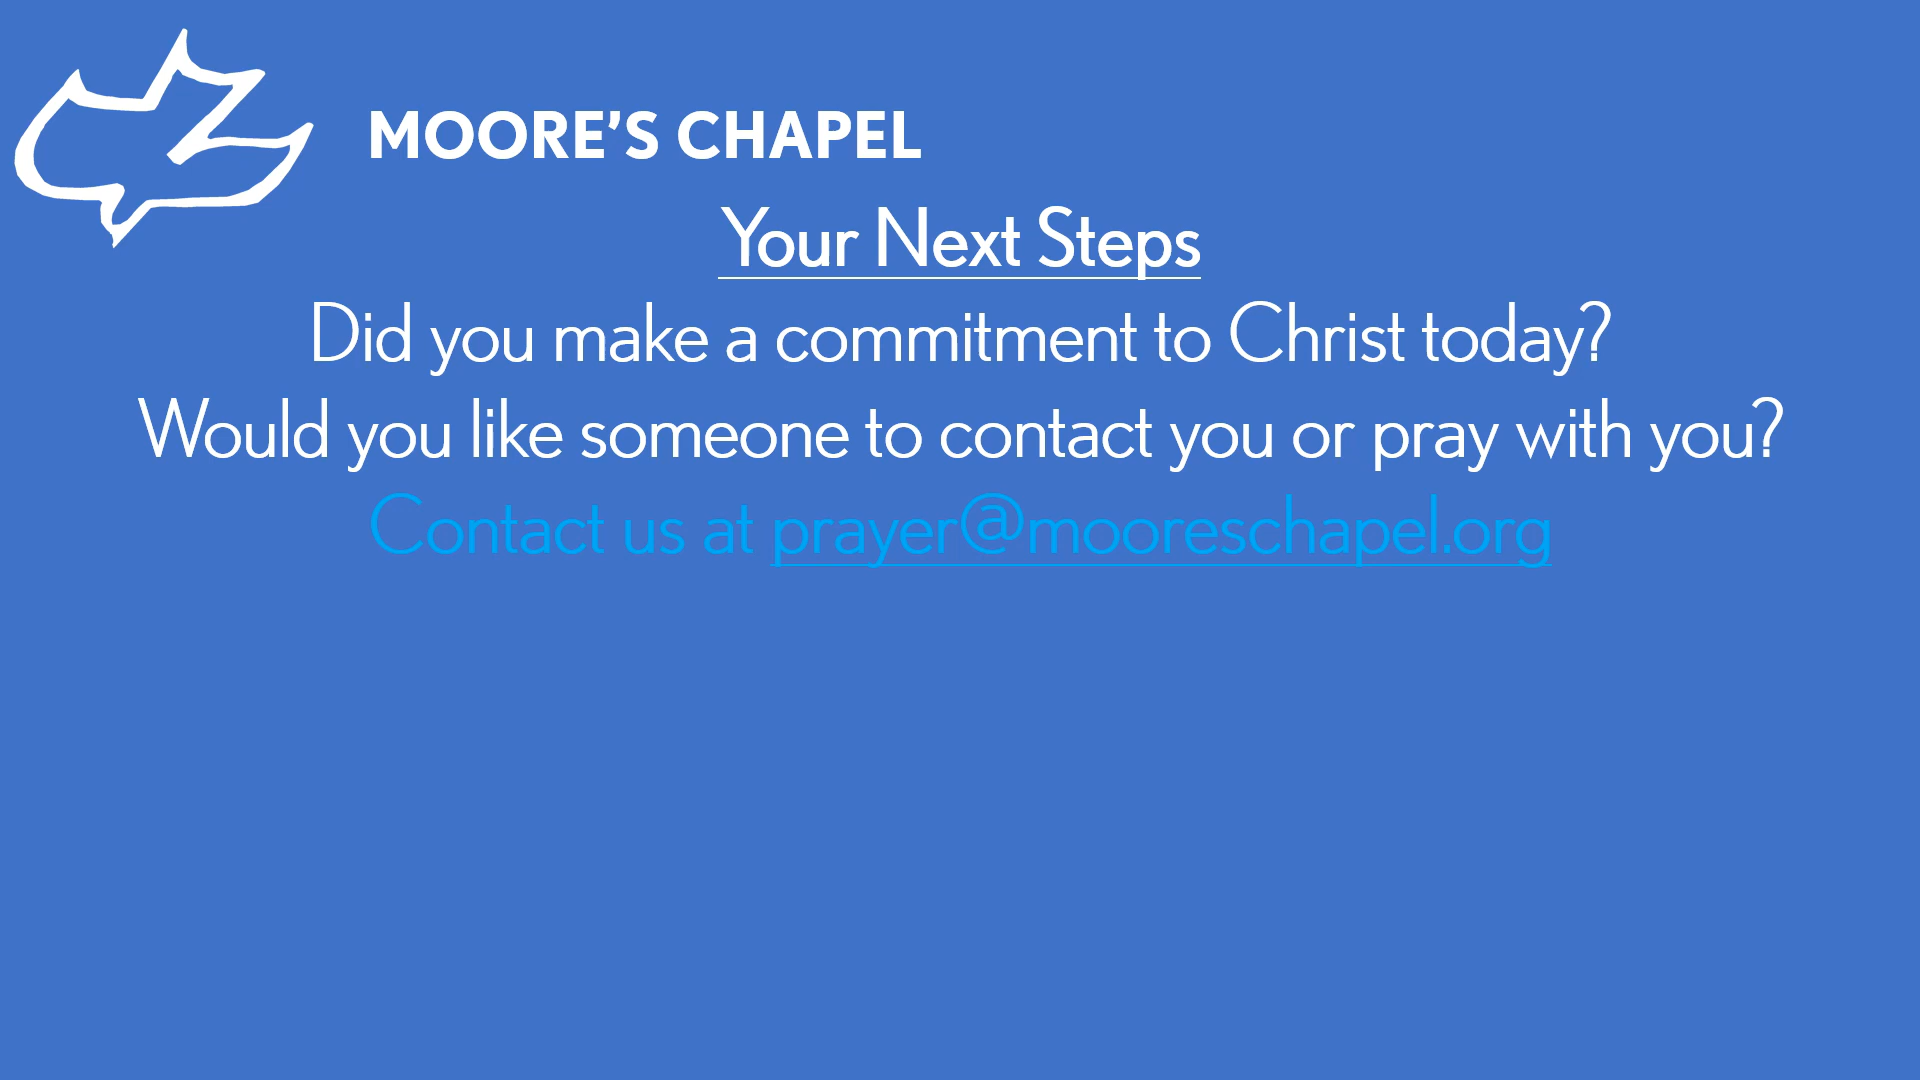 MOORE’S CHAPEL
Your Next Steps
Did you make a commitment to Christ today?
Would you like someone to contact you or pray with you?
Contact us at prayer@mooreschapel.org